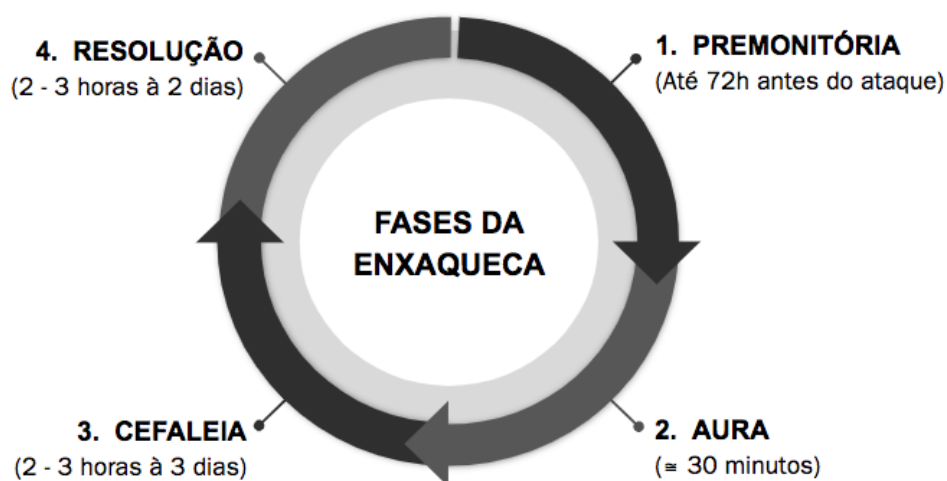 FASES DA
ENXAQUECA
1. PREMONITÓRIA
(Até 72h antes do ataque)
2. AURA
(≅ 30 minutos)
3. CEFALEIA
(2 - 3 horas à 3 dias)
4. RESOLUÇÃO
(2 - 3 horas à 2 dias)